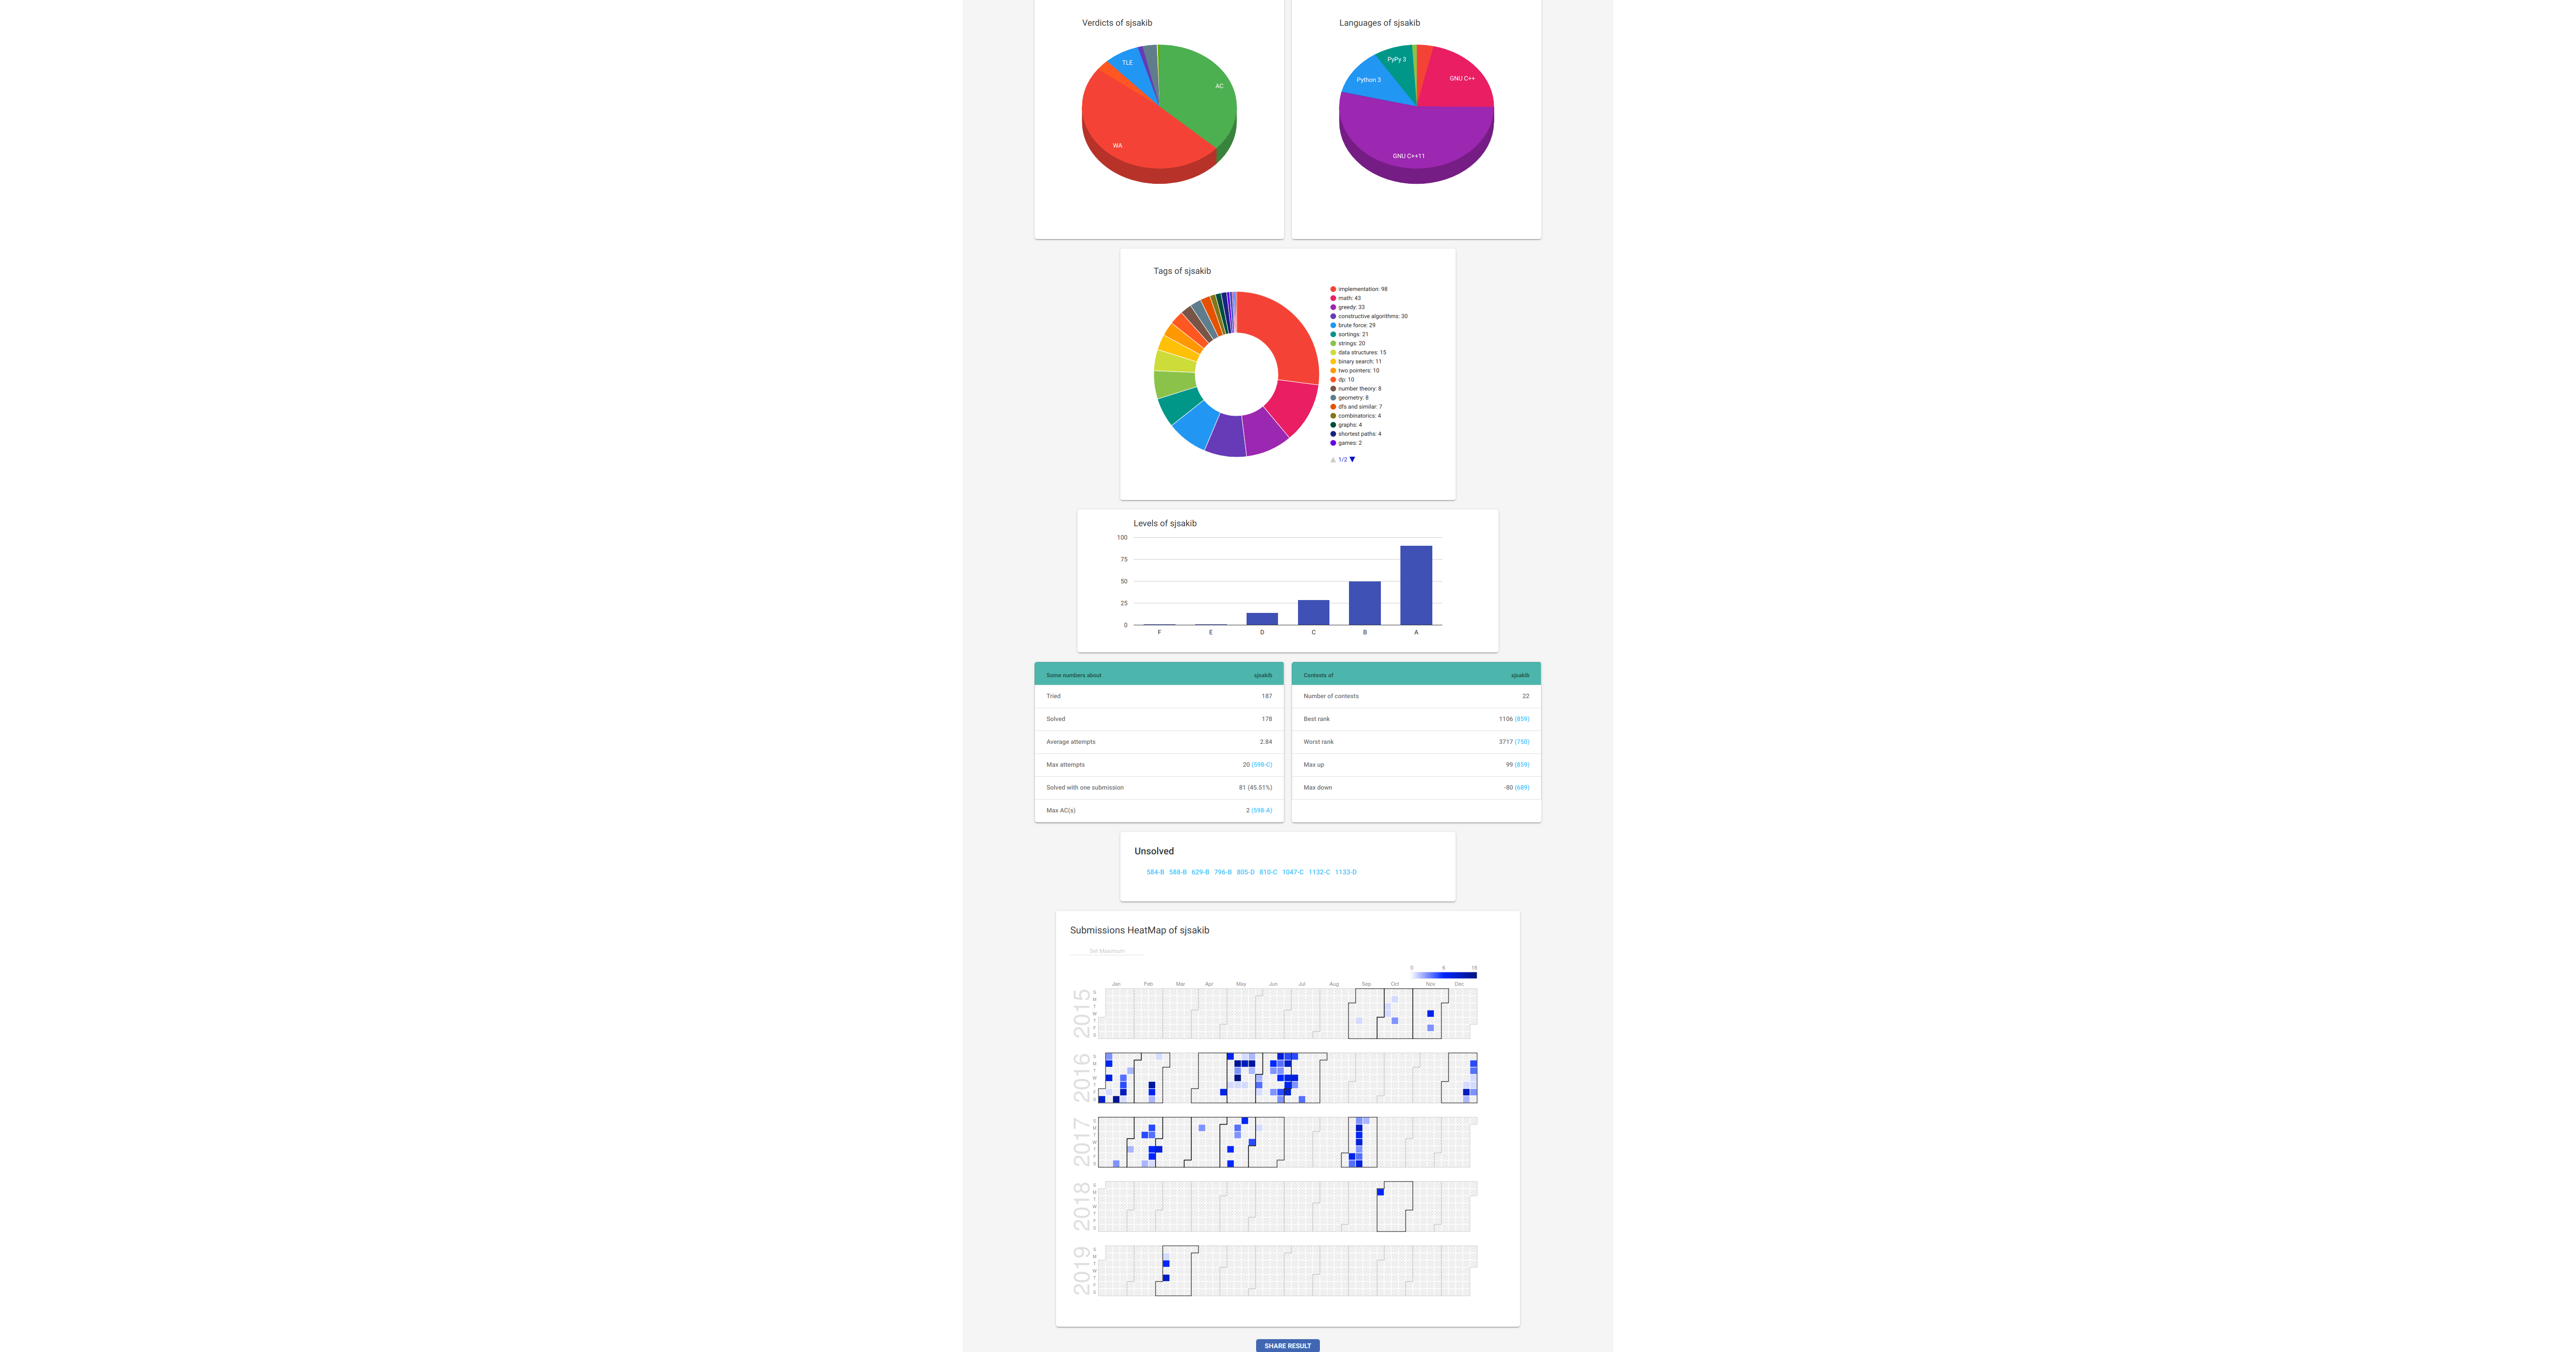 Verdicts of sjsakib
TLE
AC
WA
Languages of sjsakib
PyPy 3
GNU C++
Python 3
GNU C++11
Tags of sjsakib
implementation: 98
math: 43
greedy: 33
constructive algorithms: 30
brute force: 29
sortings: 21
strings: 20
data structures: 15
binary search: 11
two pointers: 10
dp: 10
number theory: 8
geometry: 8
dfs and similar: 7
combinatorics: 4
graphs: 4
shortest paths: 4
games: 2
1/2
Levels of sjsakib
100
75
50
25
0
F E D C B A
Some numbers about sjsakib
Tried 187
Solved 178
Average attempts 2.84
Max attempts 20 (598-C)
Solved with one submission 81 (45.51%)
Max AC(s) 2 (598-A)
Contests of sjsakib
Number of contests 22
Best rank 1106 (859)
Worst rank 3717 (750)
Max up 99 (859)
Max down -80 (689)
Unsolved
584-B 588-B 629-B 796-B 805-D 810-C 1047-C 1132-C 1133-D
Submissions HeatMap of sjsakib
Set Maximum
0 9 18
Jan Feb Mar Apr May Jun Jul Aug Sep Oct Nov Dec
2015
S
M
T
W
T
F
S
2016
S
M
T
W
T
F
S
2017
S
M
T
W
T
F
S
2018
S
M
T
W
T
F
S
2019
S
M
T
W
T
F
S
SHARE RESULT